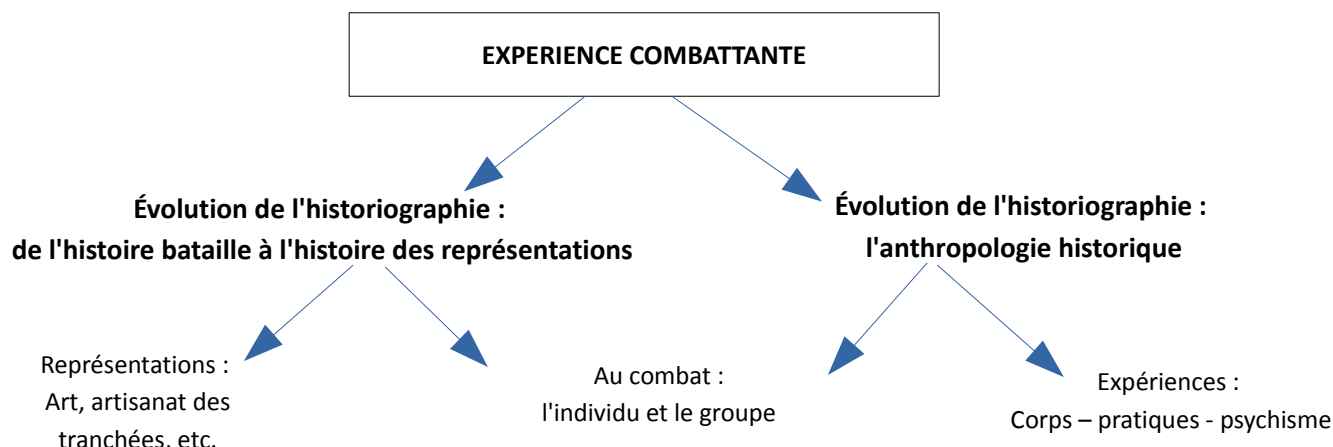 EXPERIENCE COMBATTANTE
Évolution de l'historiographie :
de l'histoire bataille à l'histoire des représentations
Évolution de l'historiographie :
l'anthropologie historique
Représentations :
Art, artisanat des
tranchées, etc.
Au combat :
l'individu et le groupe
Expériences :
Corps – pratiques - psychisme